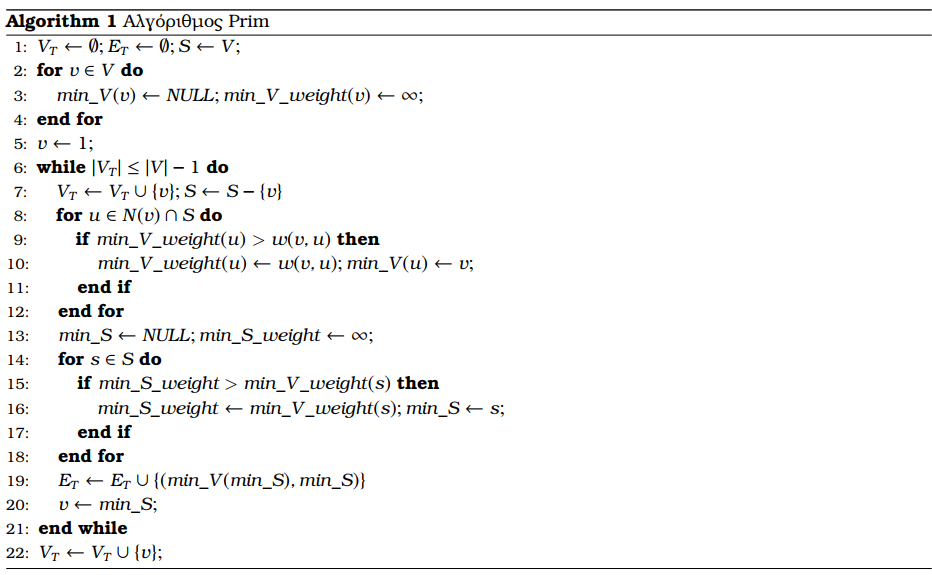 Algorithm 1 Αλγόριθμος Prim
1: V_T ← ∅; E_T ← ∅; S ← V;
2: for v ∈ V do
3: min_V(v) ← NULL; min_V_weight(v) ← ∞;
4: end for
5: v ← 1;
6: while |V_T| ≤ |V| − 1 do
7: V_T ← V_T ∪ {v}; S ← S − {v}
8: for u ∈ N(v) ∩ S do
9: if min_V_weight(u) > w(v, u) then
10: min_V_weight(u) ← w(v, u); min_V(u) ← v;
11: end if
12: end for
13: min_S ← NULL; min_S_weight ← ∞;
14: for s ∈ S do
15: if min_S_weight > min_V_weight(s) then
16: min_S_weight ← min_V_weight(s); min_S ← s;
17: end if
18: end for
19: E_T ← E_T ∪ {(min_V(min_S), min_S)}
20: v ← min_S;
21: end while
22: V_T ← V_T ∪ {v};